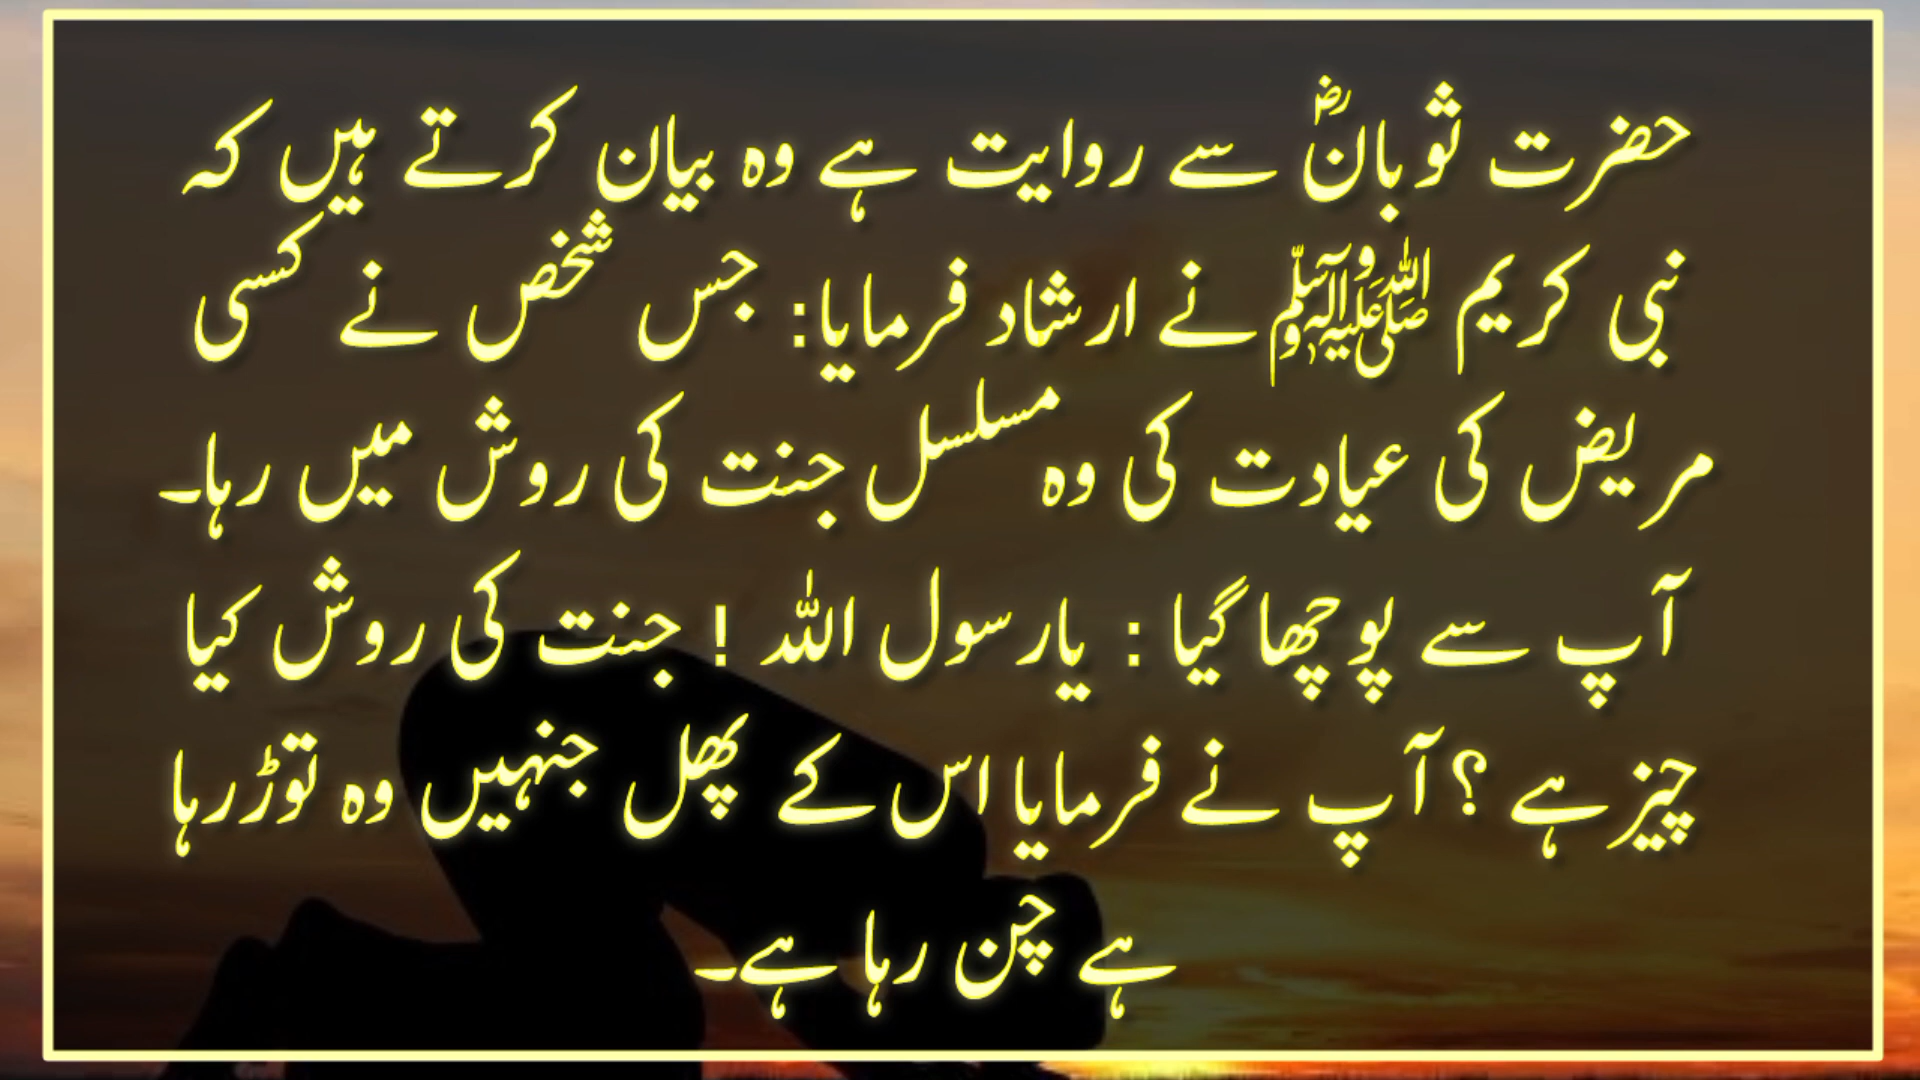 حضرت ثوبانؓ سے روایت ہے وہ بیان کرتے ہیں کہ
نبی کریم ﷺ نے ارشاد فرمایا: جس شخص نے کسی
مریض کی عیادت کی وہ مسلسل جنت کی روش میں رہا۔
آپ سے پوچھا گیا : یارسول اللہ ! جنت کی روش کیا
چیز ہے ؟ آپ نے فرمایا اس کے پھل جنہیں وہ توڑرہا
ہے چن رہا ہے۔